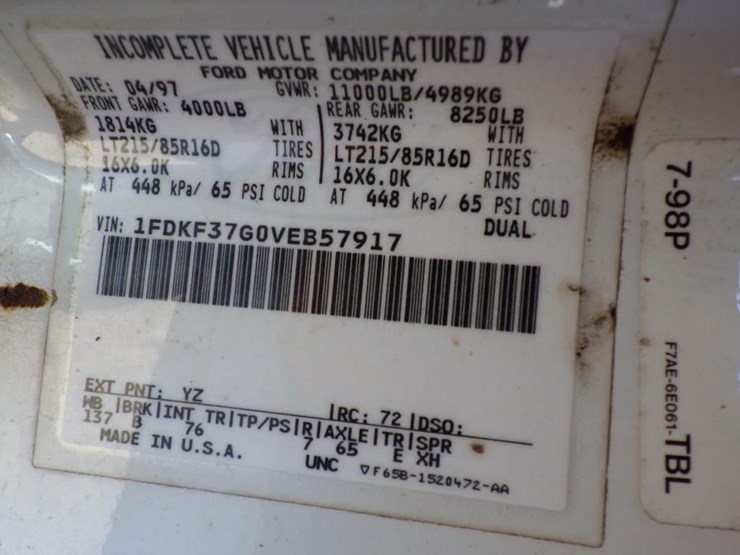 INCOMPLETE VEHICLE MANUFACTURED BY
FORD MOTOR COMPANY
DATE: 04/97 GVWR: 11000LB/4989KG
FRONT GAWR: 4000LB REAR GAWR: 8250LB
1814KG WITH 3742KG WITH
LT215/85R16D TIRES LT215/85R16D TIRES
16X6.0K RIMS 16X6.0K RIMS
AT 448 kPa/ 65 PSI COLD AT 448 kPa/ 65 PSI COLD
VIN: 1FDKF37G0VEB57917 DUAL
EXT PNT: YZ RC: 72 DSO:
WB |BRK|INT TR|TP/PS|R|AXLE|TR|SPR
137 B 76 7 65 E XH
MADE IN U.S.A. UNC ▽F65B-1520472-AA
7-98P
F7AE-6E061-TBL